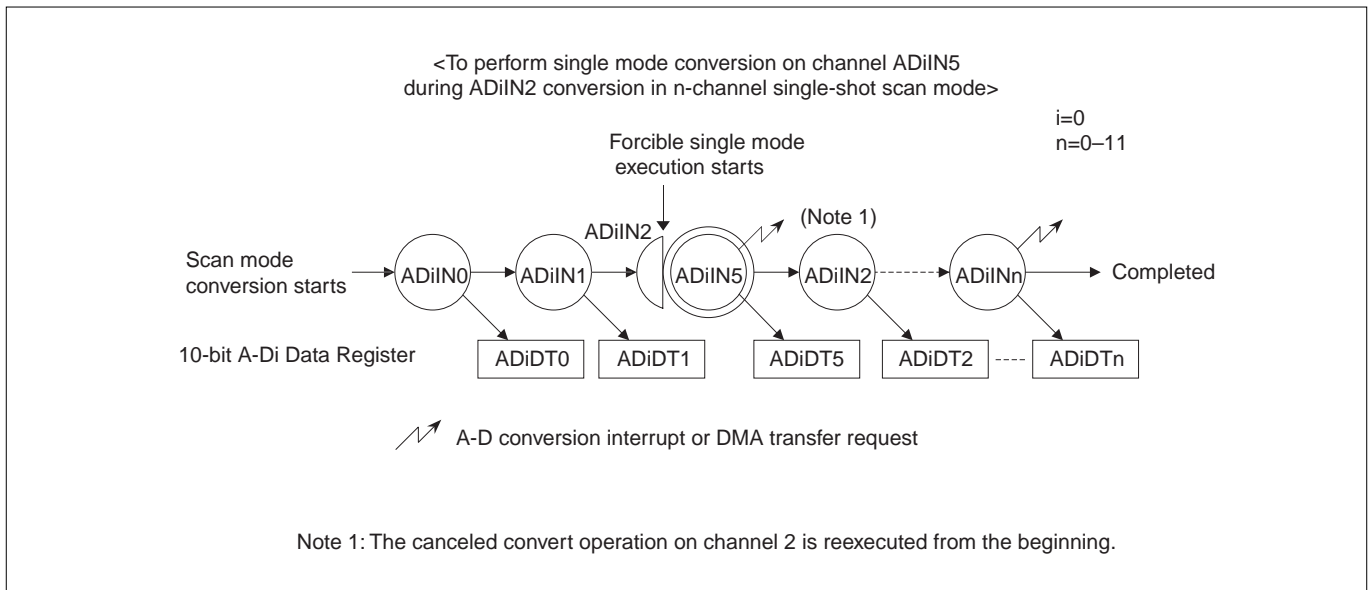 <To perform single mode conversion on channel ADiIN5
during ADiIN2 conversion in n-channel single-shot scan mode>
i=0
n=0–11
Forcible single mode
execution starts
ADiIN2
(Note 1)
Scan mode
conversion starts
ADiIN0
ADiIN1
ADiIN5
ADiIN2
ADiINn
Completed
10-bit A-Di Data Register
ADiDT0
ADiDT1
ADiDT5
ADiDT2
ADiDTn
A-D conversion interrupt or DMA transfer request
Note 1: The canceled convert operation on channel 2 is reexecuted from the beginning.